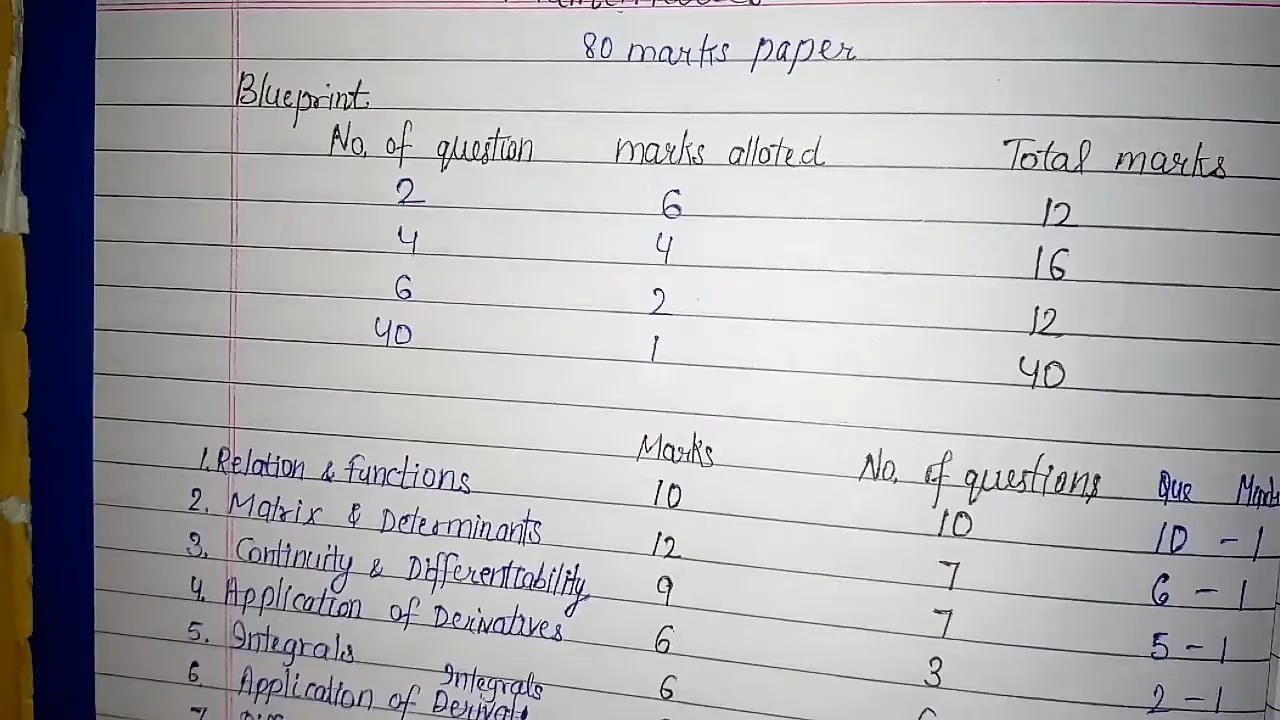 80 marks paper
Blueprint.
No. of question marks alloted Total marks
2 6 12
4 4 16
6 2 12
40 1 40
Marks No. of questions Que Marks
1. Relation & functions 10 10 10 - 1
2. Matrix & Determinants 12 7 6 - 1
3. Continuity & Differentiability 9 7 5 - 1
4. Application of Derivatives 6 3 2 - 1
5. Integrals 6
6. Application of Integrals